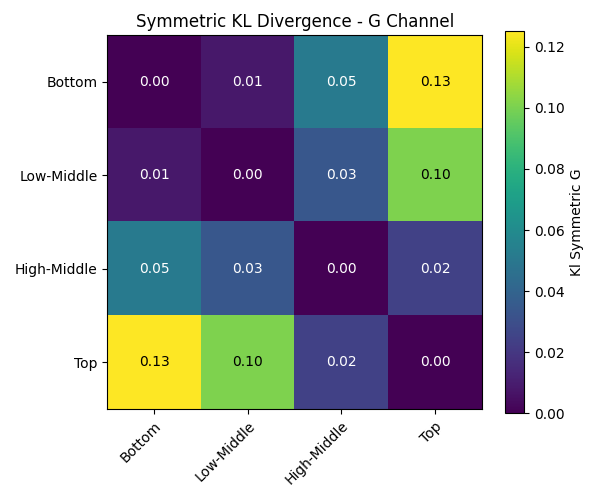 Symmetric KL Divergence - G Channel
Bottom
0.00 0.01 0.05 0.13
Low-Middle
0.01 0.00 0.03 0.10
High-Middle
0.05 0.03 0.00 0.02
Top
0.13 0.10 0.02 0.00
Bottom
Low-Middle
High-Middle
Top
0.12
0.10
0.08
0.06
0.04
0.02
0.00
Kl Symmetric G